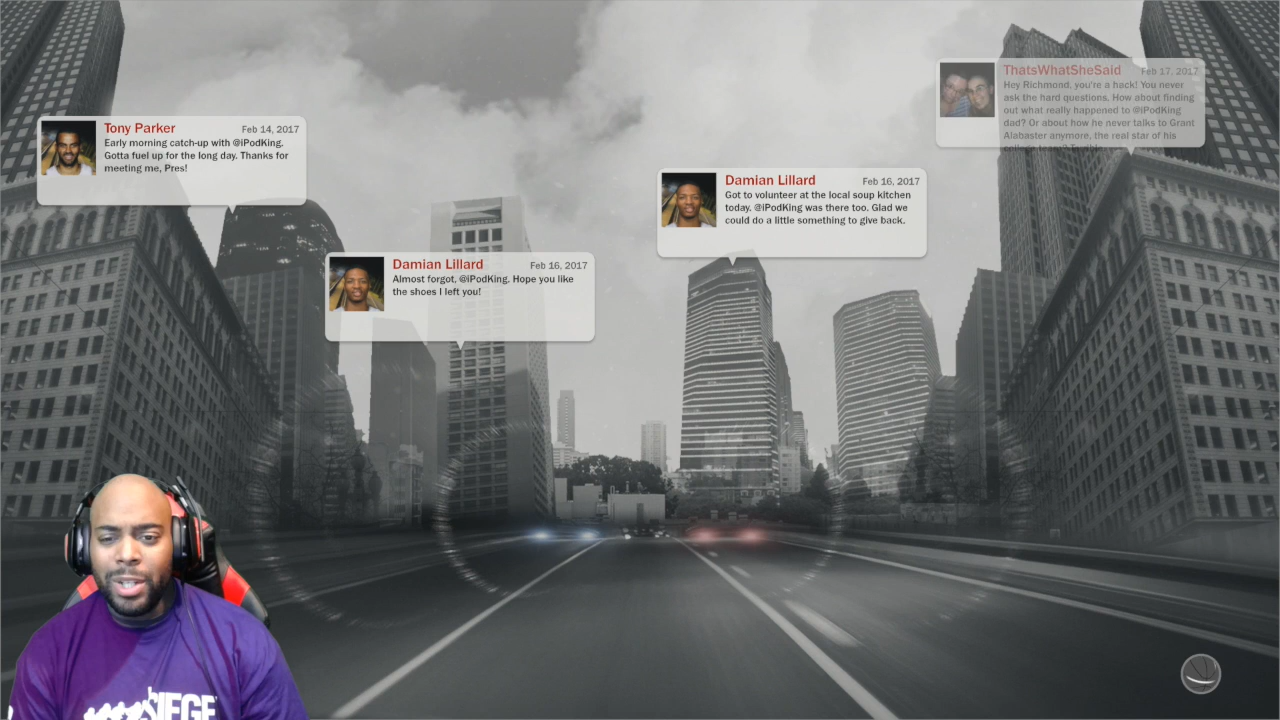 Tony Parker Feb 14, 2017
Early morning catch-up with @iPodKing.
Gotta fuel up for the long day. Thanks for
meeting me, Pres!
Damian Lillard Feb 16, 2017
Almost forgot, @iPodKing. Hope you like
the shoes I left you!
Damian Lillard Feb 16, 2017
Got to volunteer at the local soup kitchen
today. @iPodKing was there too. Glad we
could do a little something to give back.
ThatsWhatSheSaid Feb 17, 2017
Hey Richmond, you're a hack! You never
ask the hard questions. How about finding
out what really happened to @iPodKing
dad? Or about how he never talks to Grant
Alabaster anymore, the real star of his
college team? Terrible.
SIEGE